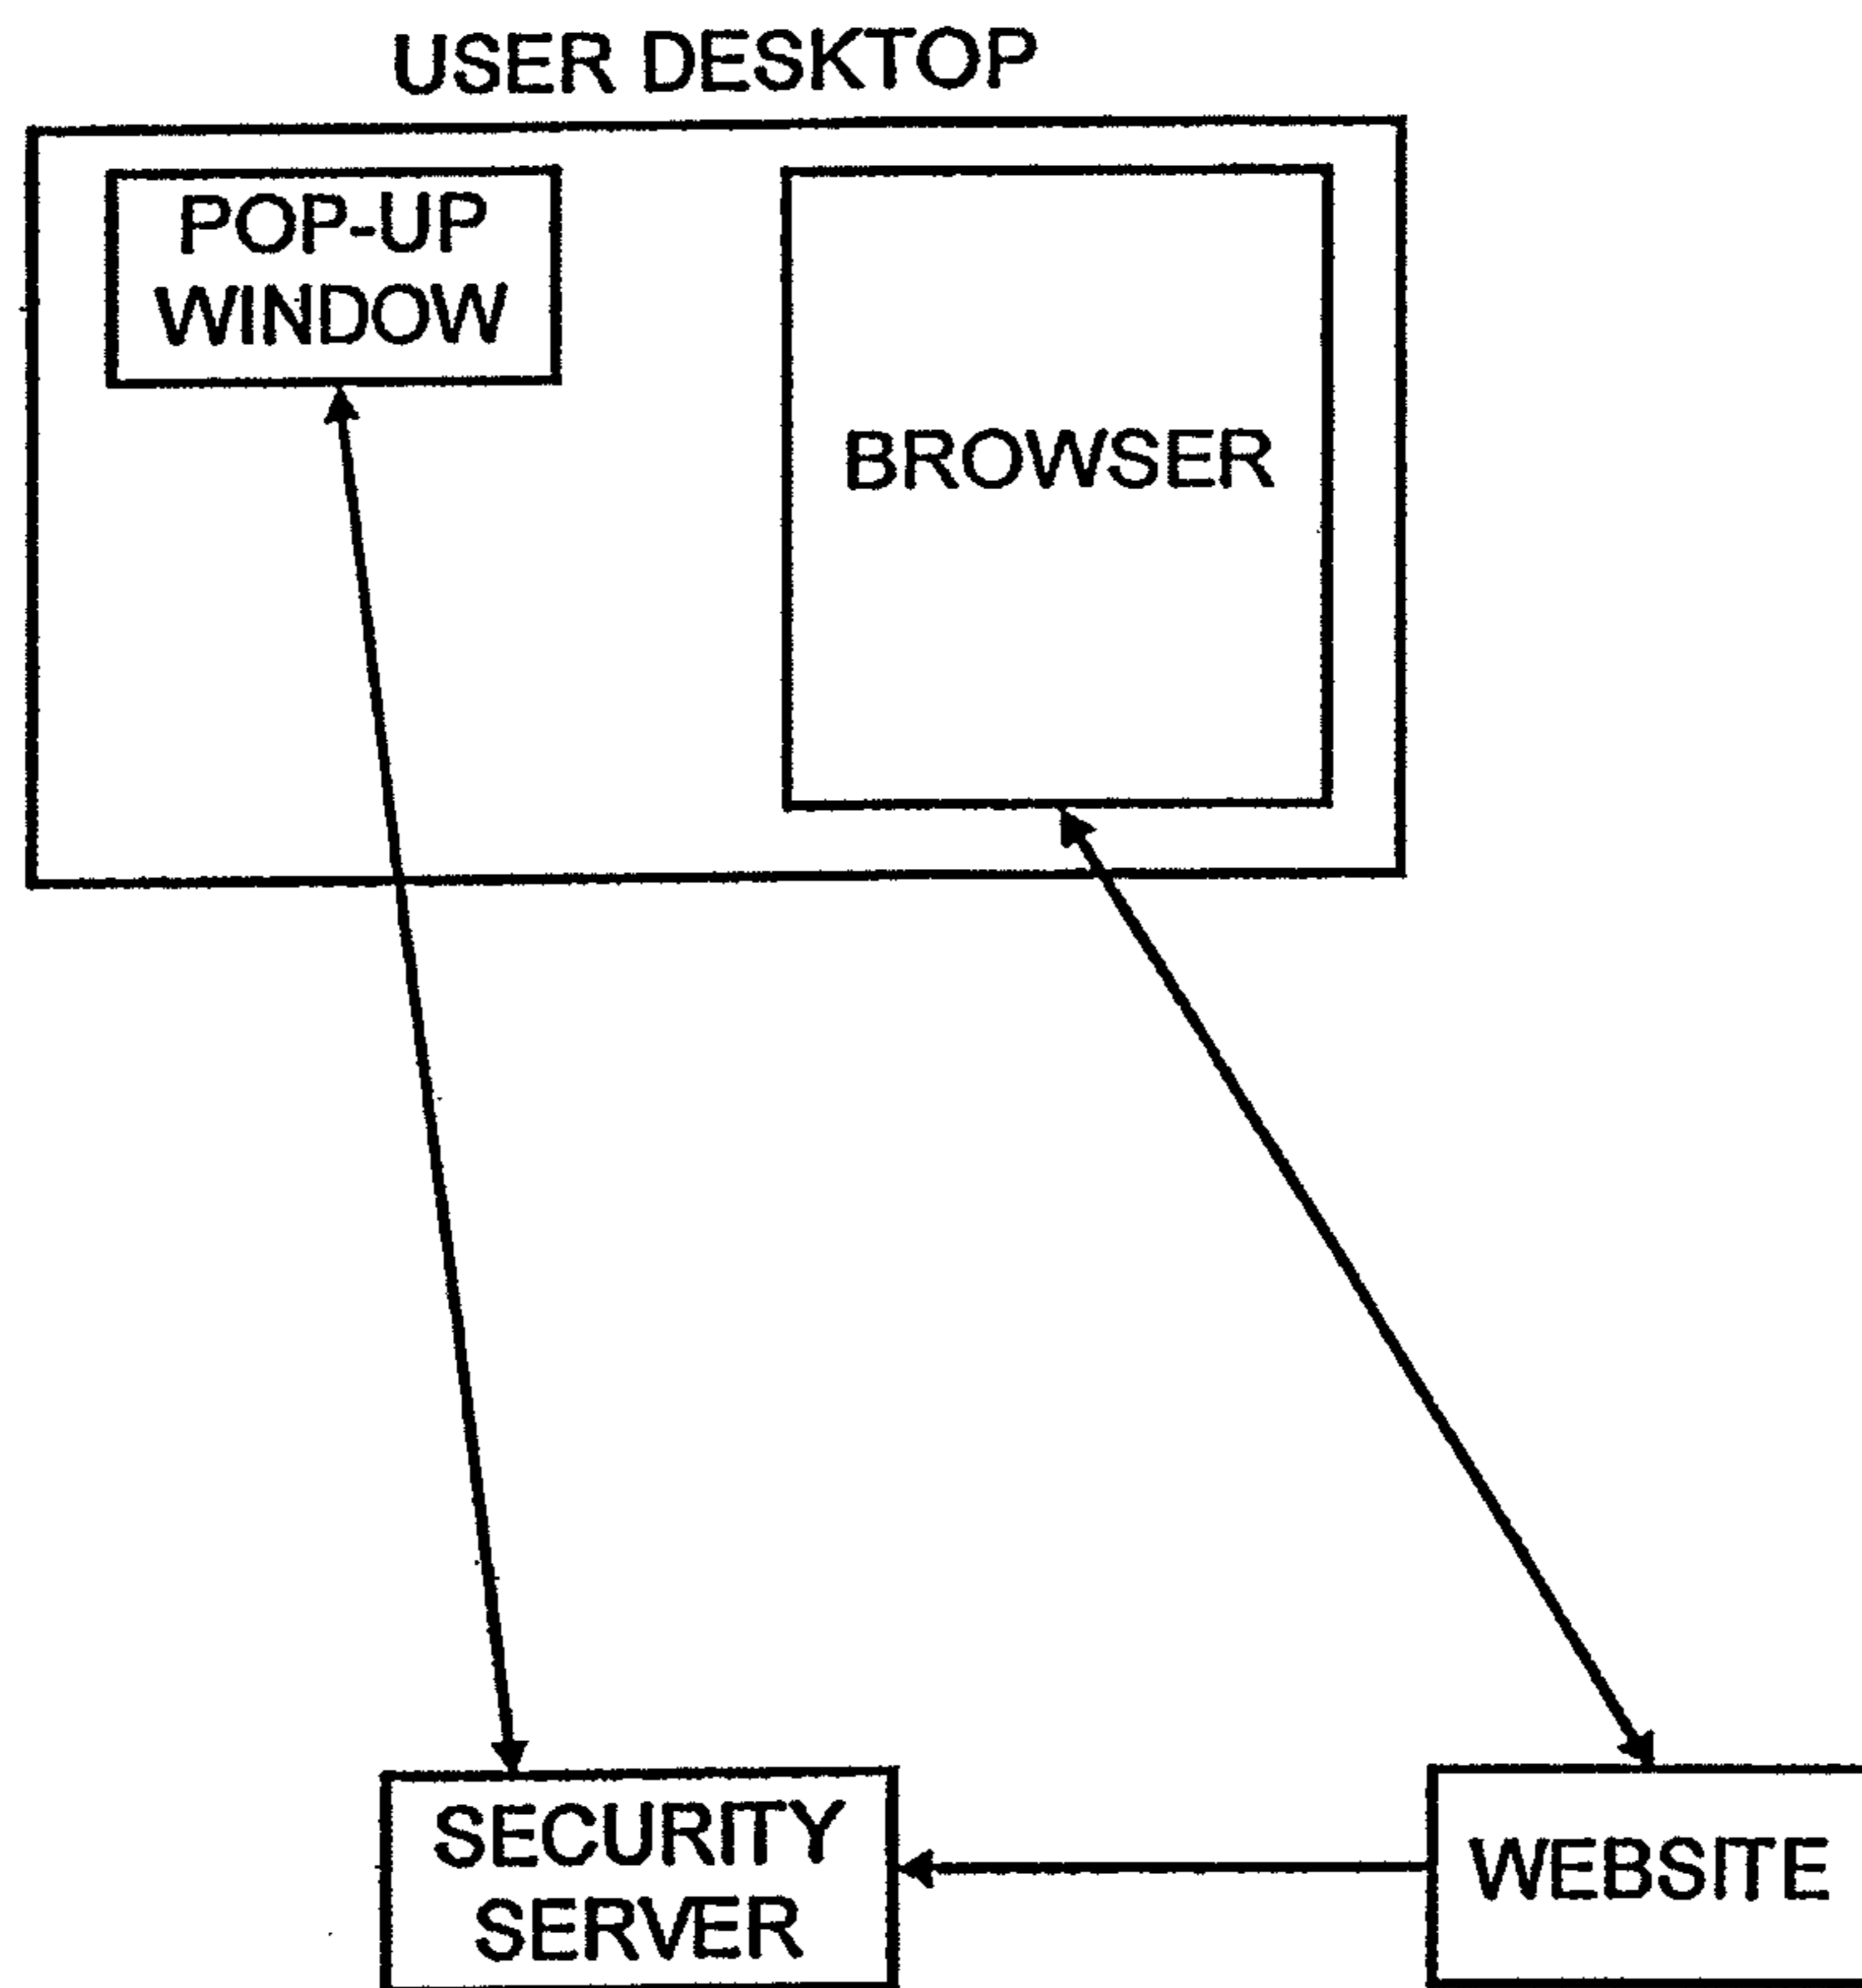 USER DESKTOP
POP-UP
WINDOW
BROWSER
SECURITY
SERVER
WEBSITE